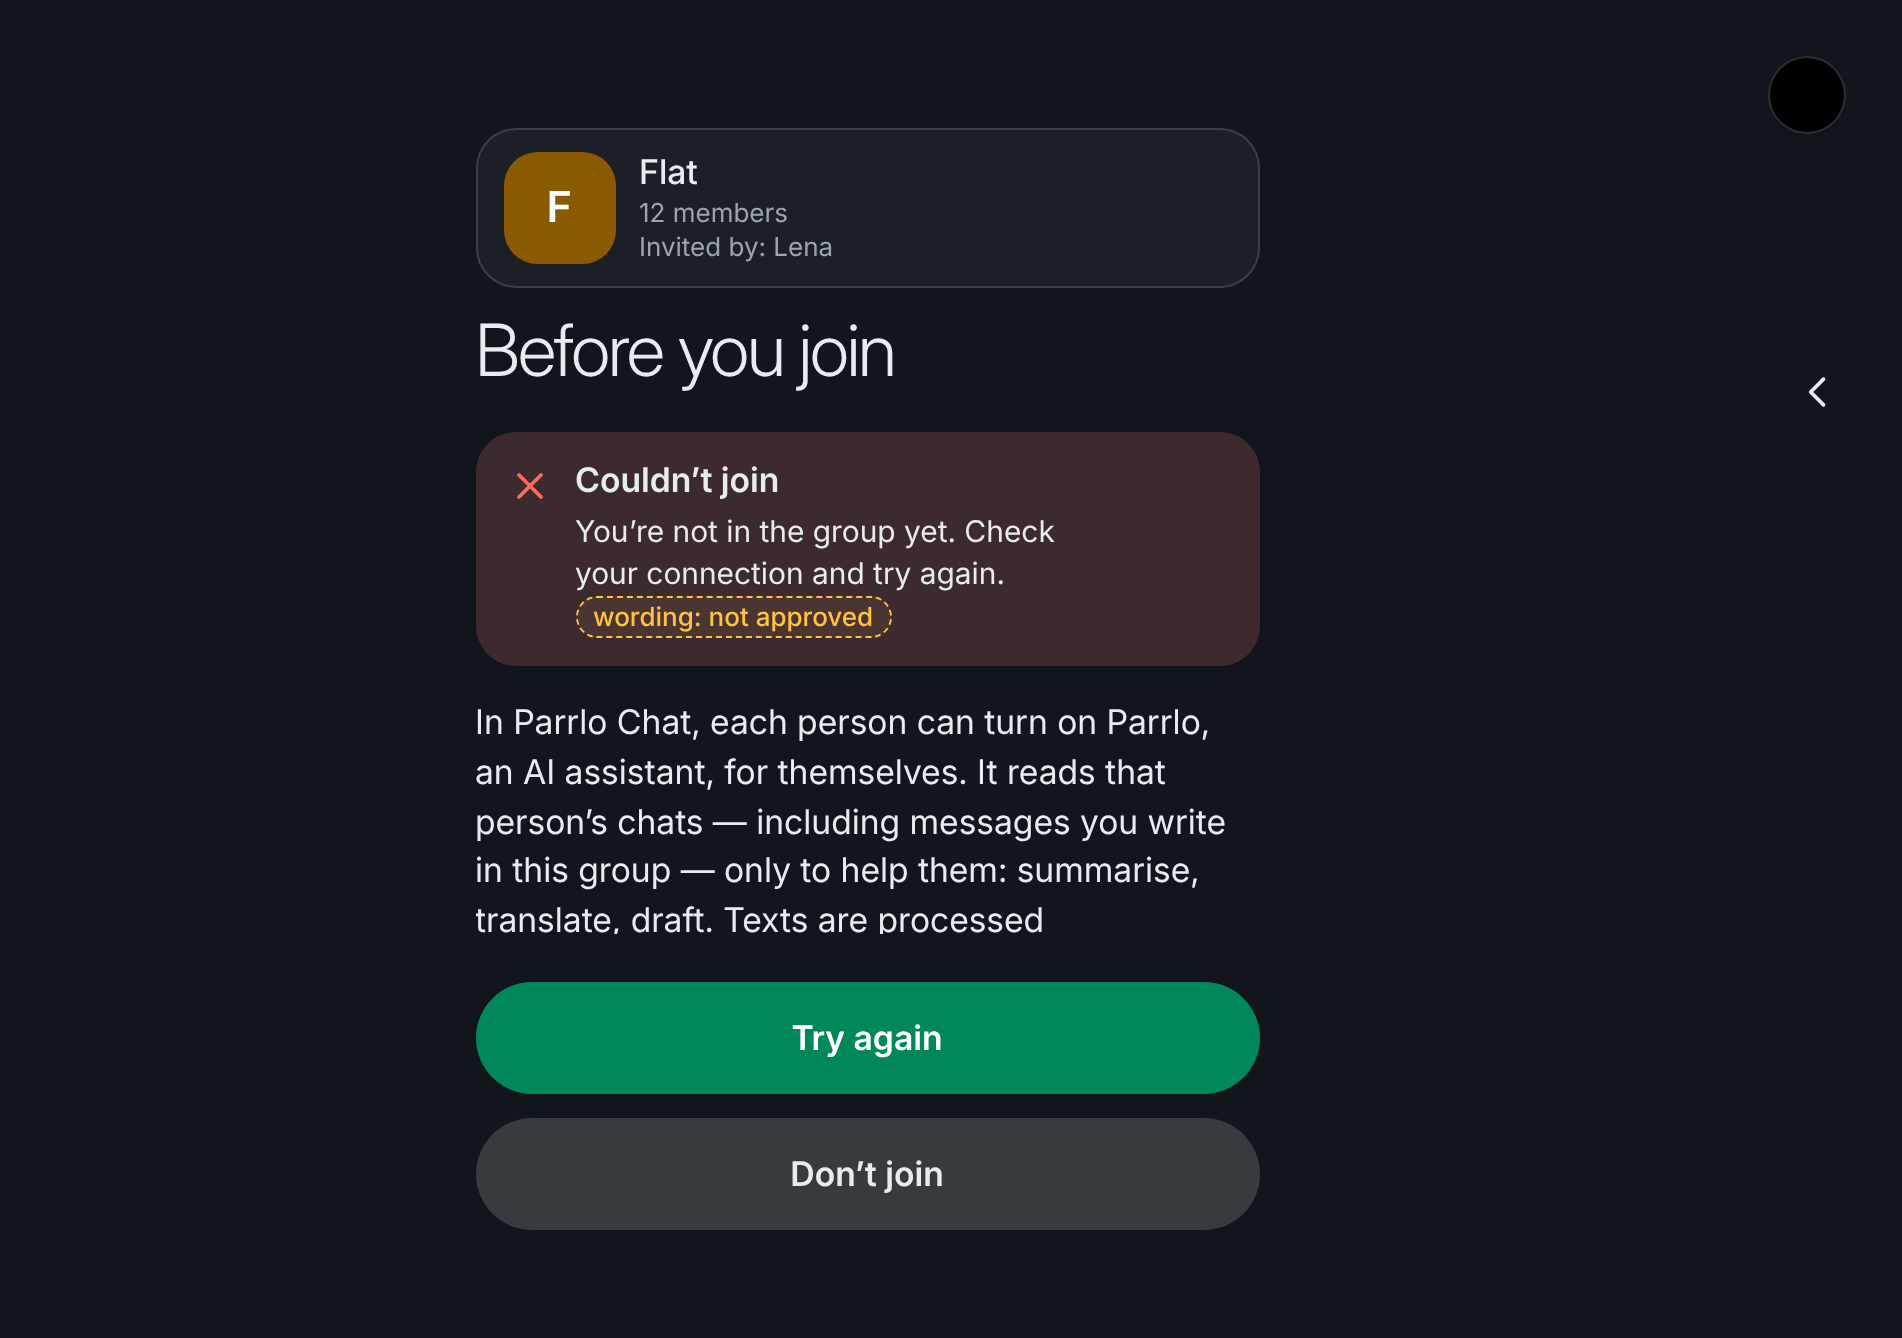 F
Flat
12 members
Invited by: Lena
Before you join
Couldn’t join
You’re not in the group yet. Check
your connection and try again.
wording: not approved
In Parrlo Chat, each person can turn on Parrlo,
an AI assistant, for themselves. It reads that
person’s chats — including messages you write
in this group — only to help them: summarise,
translate, draft. Texts are processed
Try again
Don’t join